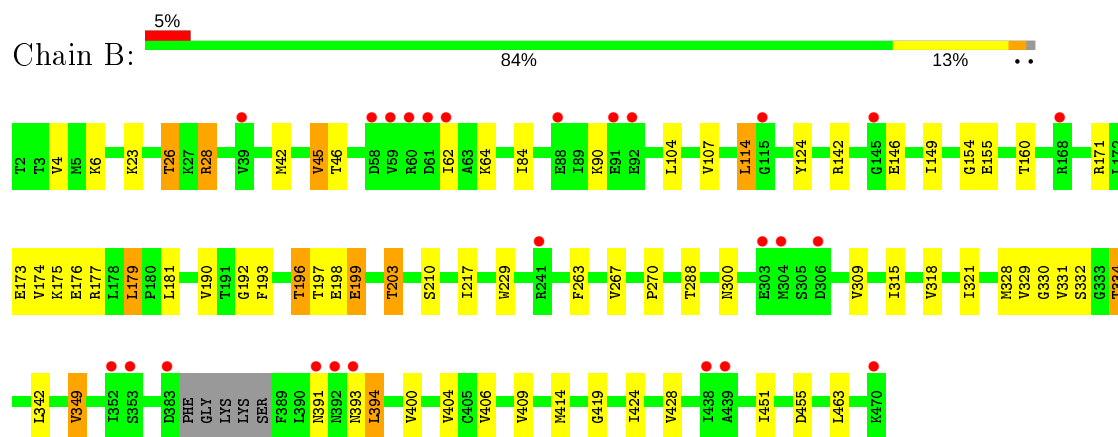 5%
Chain B:
84% 13% • •
T2 T3 V4 M5 K6 K23 T26 K27 R28 V39 M42 V45 T46 D58 V59 R60 D61 I62 A63 K64 I84 E88 I89 K90 E91 E92 L104 V107 L114 G115 Y124 R142 G145 E146 I149 G154 E155 T160 R168 R171 L172
E173 V174 K175 E176 R177 L178 L179 P180 L181 V190 T191 G192 F193 T196 T197 E198 E199 T203 S210 I217 W229 R241 F263 V267 P270 T288 N300 E303 M304 S305 D306 V309 I315 V318 I321 M328 V329 G330 V331 S332 G333 T334
L342 V349 I352 S353 D383 PHE GLY LYS LYS SER F389 L390 N391 N392 N393 L394 V400 V404 C405 V406 V409 M414 G419 I424 V428 I438 A439 I451 D455 L463 K470